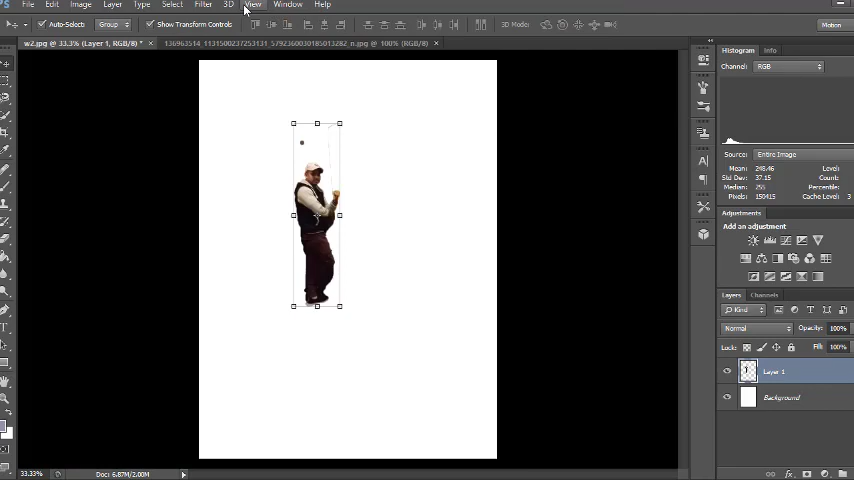 File Edit Image Layer Type Select Filter 3D View Window Help
Auto-Select: Group Show Transform Controls 3D Mode: Motion
w2.jpg @ 33.3% (Layer 1, RGB/8) * × 136963514_1131500237253131_5792360030185013282_n.jpg @ 100% (RGB/8) ×
Histogram Info
Channel: RGB
Source: Entire Image
Mean: 248.46 Level:
Std Dev: 37.15 Count:
Median: 255 Percentile:
Pixels: 150415 Cache Level: 3
Adjustments
Add an adjustment
Layers Channels
Kind
Normal Opacity: 100%
Lock: Fill: 100%
Layer 1
Background
33.33% Doc: 6.87M/2.00M